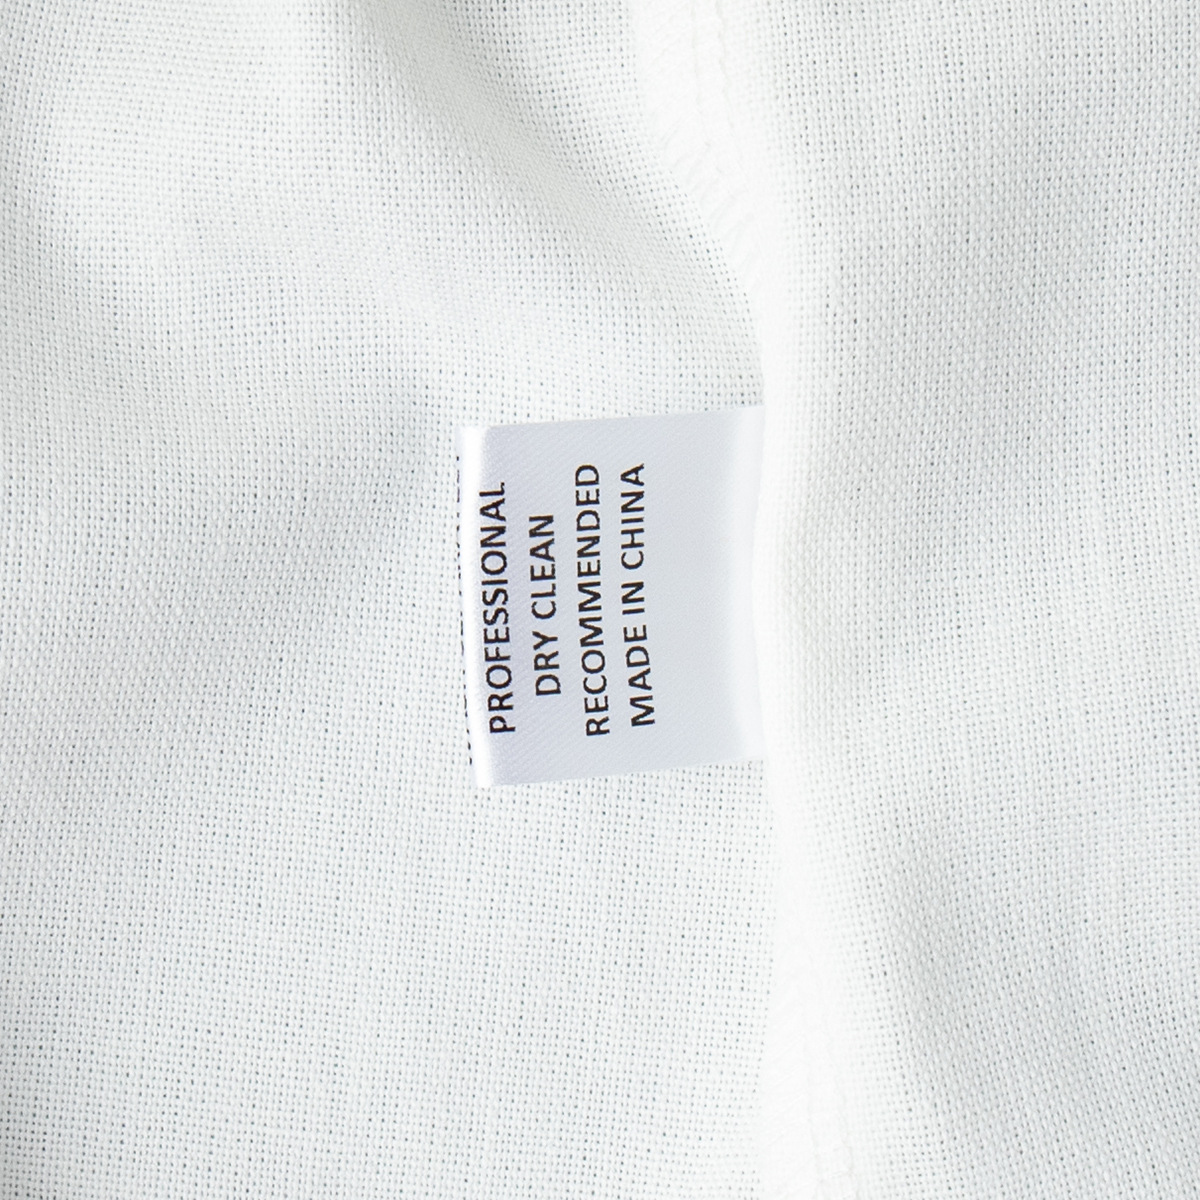 PROFESSIONAL
DRY CLEAN
RECOMMENDED
MADE IN CHINA